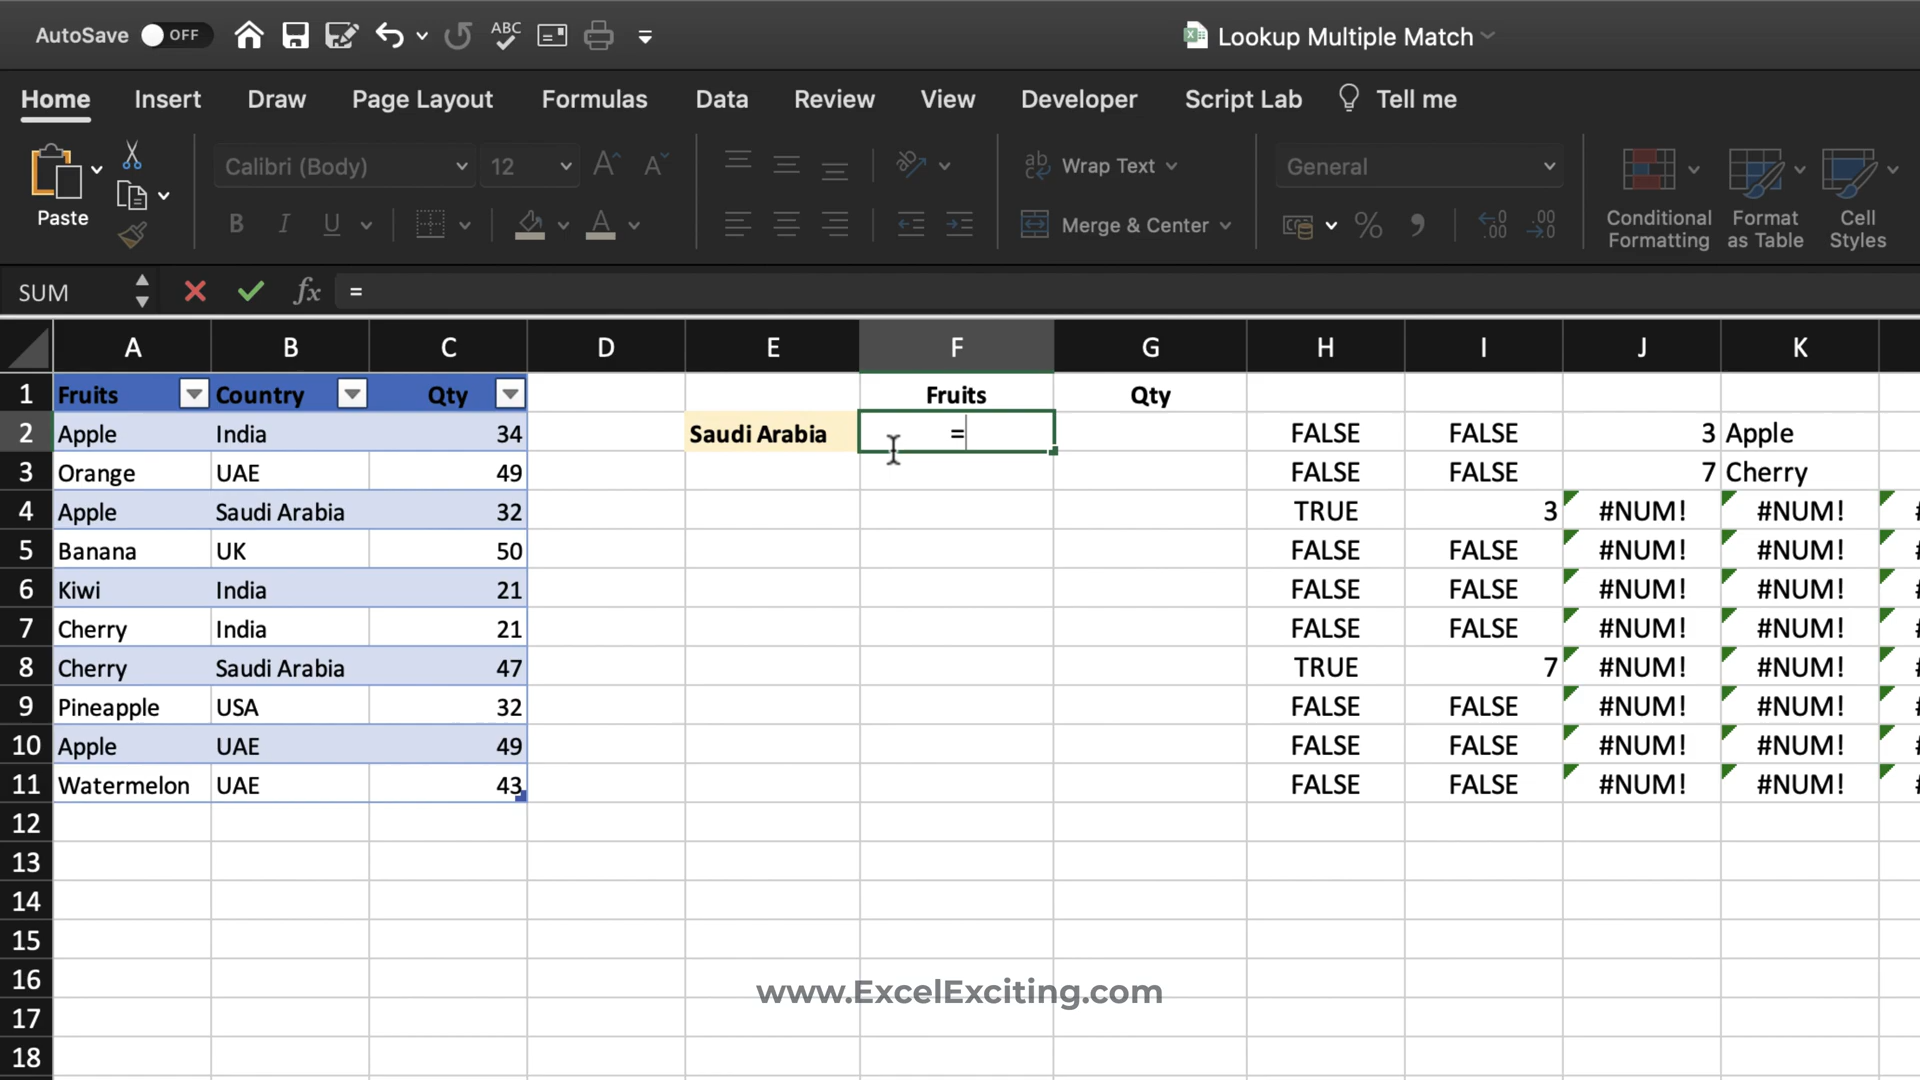 AutoSave OFF ABC Lookup Multiple Match
Home Insert Draw Page Layout Formulas Data Review View Developer Script Lab Tell me
Paste Calibri (Body) 12 A A ab Wrap Text General
B I U A Merge & Center % Conditional Formatting Format as Table Cell Styles
SUM fx =
A B C D E F G H I J K
1 Fruits Country Qty Fruits Qty
2 Apple India 34 Saudi Arabia = FALSE FALSE 3 Apple
3 Orange UAE 49 FALSE FALSE 7 Cherry
4 Apple Saudi Arabia 32 TRUE 3 #NUM! #NUM!
5 Banana UK 50 FALSE FALSE #NUM! #NUM!
6 Kiwi India 21 FALSE FALSE #NUM! #NUM!
7 Cherry India 21 FALSE FALSE #NUM! #NUM!
8 Cherry Saudi Arabia 47 TRUE 7 #NUM! #NUM!
9 Pineapple USA 32 FALSE FALSE #NUM! #NUM!
10 Apple UAE 49 FALSE FALSE #NUM! #NUM!
11 Watermelon UAE 43 FALSE FALSE #NUM! #NUM!
12
13
14
15
16
www.ExcelExciting.com
17
18